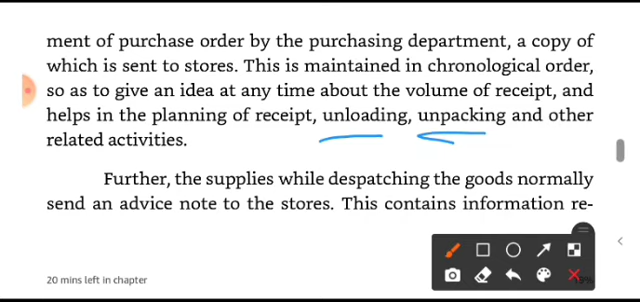 ment of purchase order by the purchasing department, a copy of
which is sent to stores. This is maintained in chronological order,
so as to give an idea at any time about the volume of receipt, and
helps in the planning of receipt, unloading, unpacking and other
related activities.
Further, the supplies while despatching the goods normally
send an advice note to the stores. This contains information re-
20 mins left in chapter